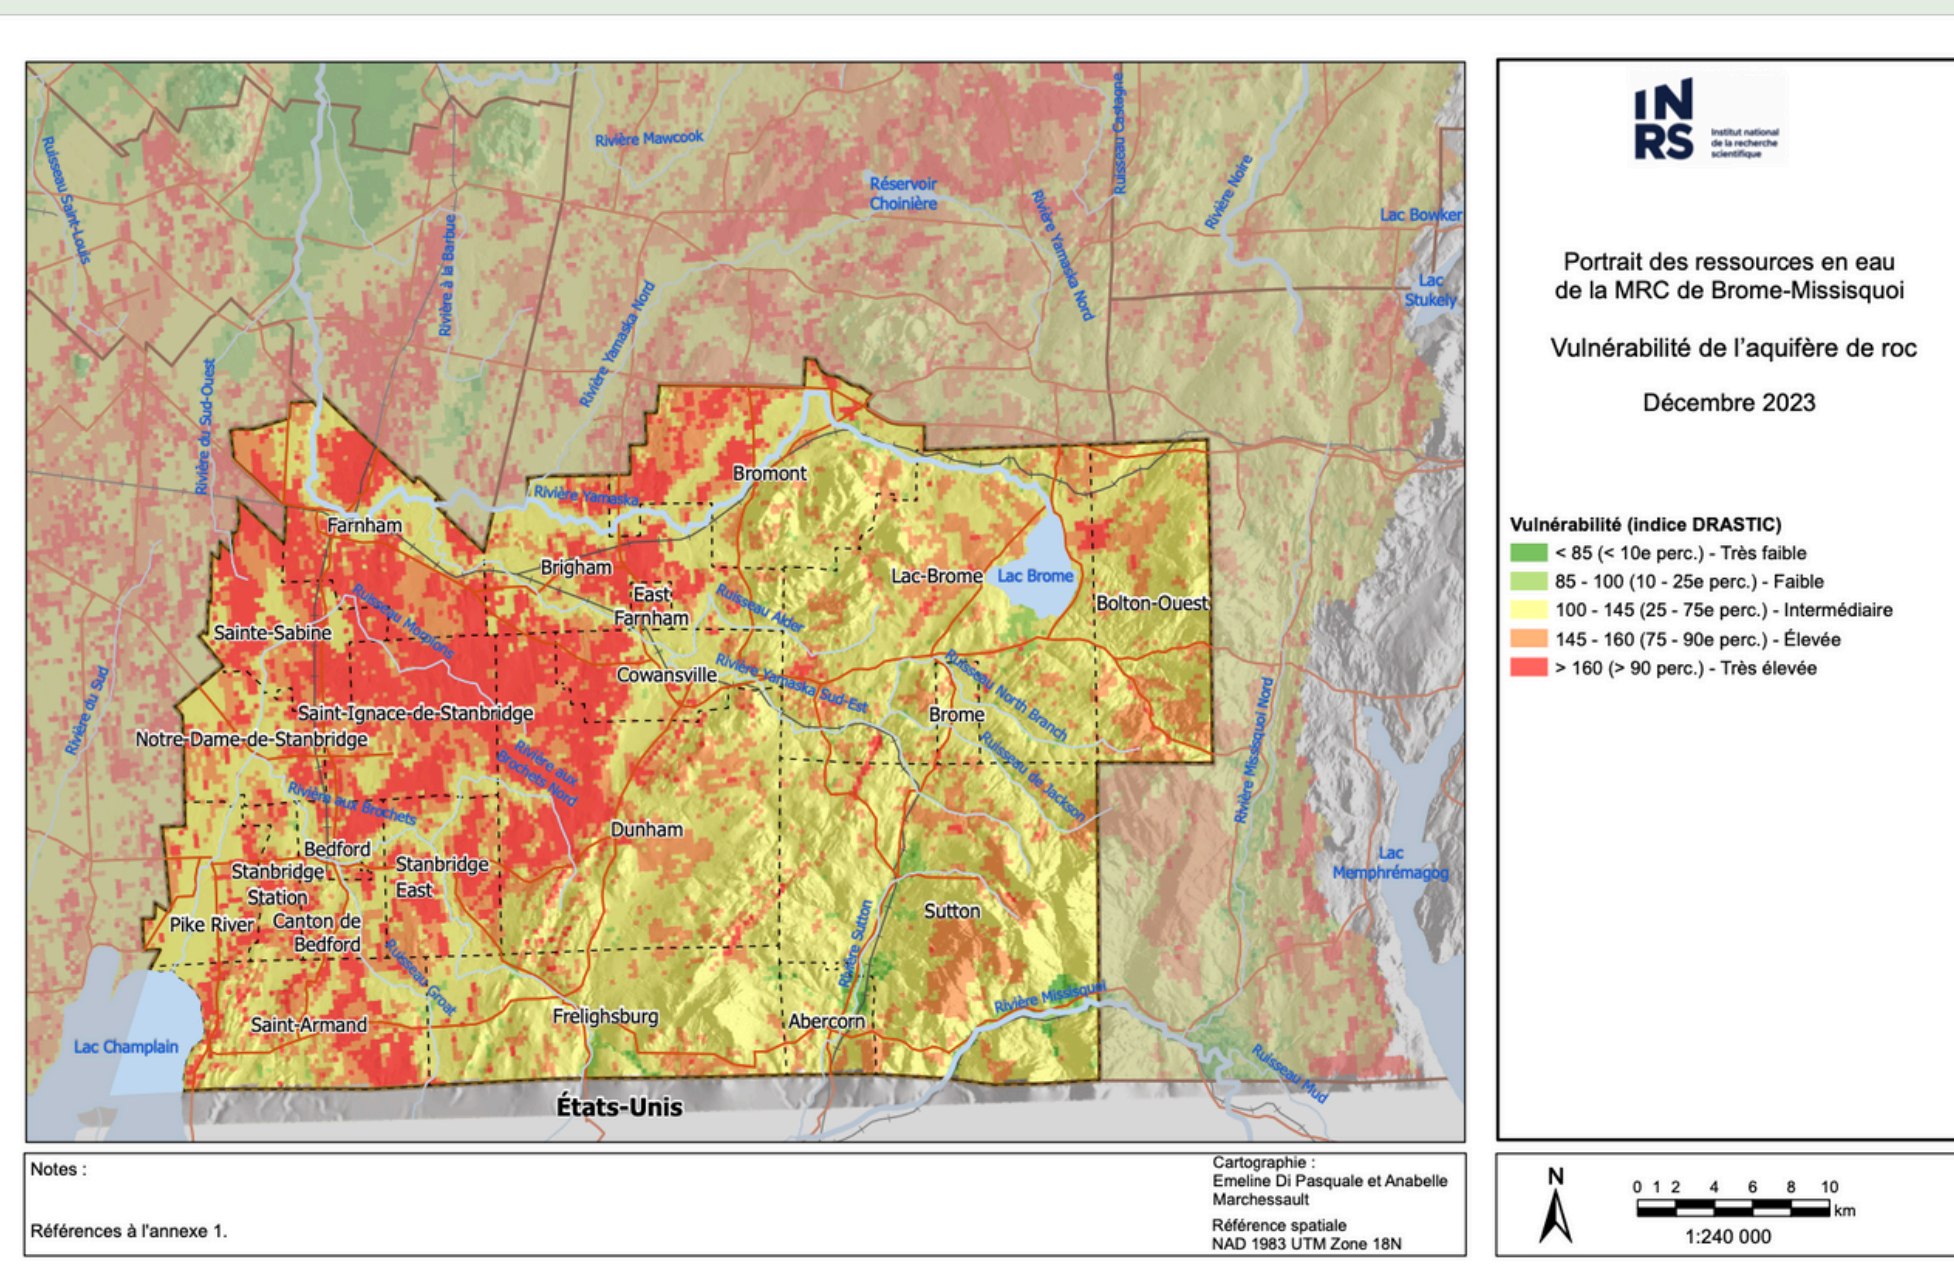 Ruisseau Saint-Louis
Rivière Mawcook
Ruisseau Castagne
Réservoir
Choinière
Rivière Noire
Lac Bowker
Rivière à la Barbue
Rivière Yamaska Nord
Lac
Stukely
Rivière Yamaska Nord
Rivière du Sud-Ouest
Bromont
Rivière Yamaska
Farnham
Brigham
Lac-Brome
Lac Brome
East
Farnham
Ruisseau Alder
Bolton-Ouest
Ruisseau Morpions
Sainte-Sabine
Cowansville
Rivière Yamaska Sud-Est
Ruisseau North Branch
Rivière du Sud
Saint-Ignace-de-Stanbridge
Brome
Notre-Dame-de-Stanbridge
Rivière aux
Brochets Nord
Ruisseau de Jackson
Rivière Missisquoi Nord
Rivière aux Brochets
Dunham
Bedford
Stanbridge
East
Lac
Memphrémagog
Stanbridge
Station
Pike River
Canton de
Bedford
Sutton
Rivière Sutton
Ruisseau Groat
Rivière Missisquoi
Saint-Armand
Frelighsburg
Abercorn
Lac Champlain
Ruisseau Mud
États-Unis
INRS
Institut national
de la recherche
scientifique
Portrait des ressources en eau
de la MRC de Brome-Missisquoi
Vulnérabilité de l'aquifère de roc
Décembre 2023
Vulnérabilité (indice DRASTIC)
< 85 (< 10e perc.) - Très faible
85 - 100 (10 - 25e perc.) - Faible
100 - 145 (25 - 75e perc.) - Intermédiaire
145 - 160 (75 - 90e perc.) - Élevée
> 160 (> 90 perc.) - Très élevée
Notes :
Références à l'annexe 1.
Cartographie :
Emeline Di Pasquale et Anabelle
Marchessault
Référence spatiale
NAD 1983 UTM Zone 18N
N
0 1 2 4 6 8 10
km
1:240 000